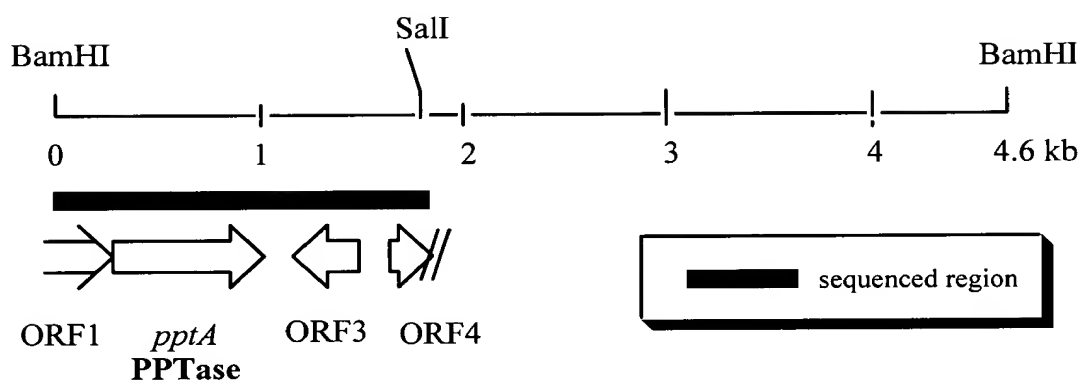 SalI
BamHI
BamHI
0 1 2 3 4 4.6 kb
sequenced region
ORF1 pptA ORF3 ORF4
PPTase